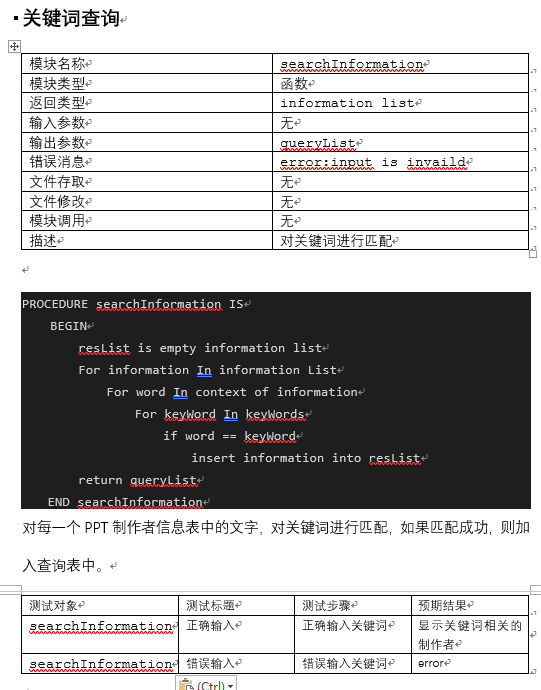 关键词查询
模块名称 searchInformation
模块类型 函数
返回类型 information list
输入参数 无
输出参数 queryList
错误消息 error:input is invaild
文件存取 无
文件修改 无
模块调用 无
描述 对关键词进行匹配
PROCEDURE searchInformation IS
BEGIN
resList is empty information list
For information In information List
For word In context of information
For keyWord In keyWords
if word == keyWord
insert information into resList
return queryList
END searchInformation
对每一个 PPT 制作者信息表中的文字，对关键词进行匹配，如果匹配成功，则加
入查询表中。
测试对象 测试标题 测试步骤 预期结果
searchInformation 正确输入 正确输入关键词 显示关键词相关的
制作者
searchInformation 错误输入 错误输入关键词 error
(Ctrl)